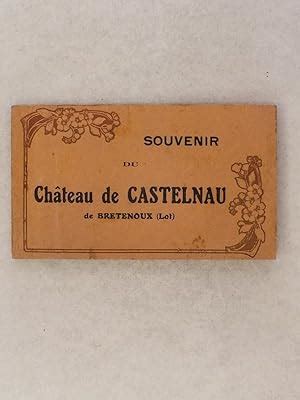 SOUVENIR
DU
Château de CASTELNAU
de BRETENOUX (Lot)